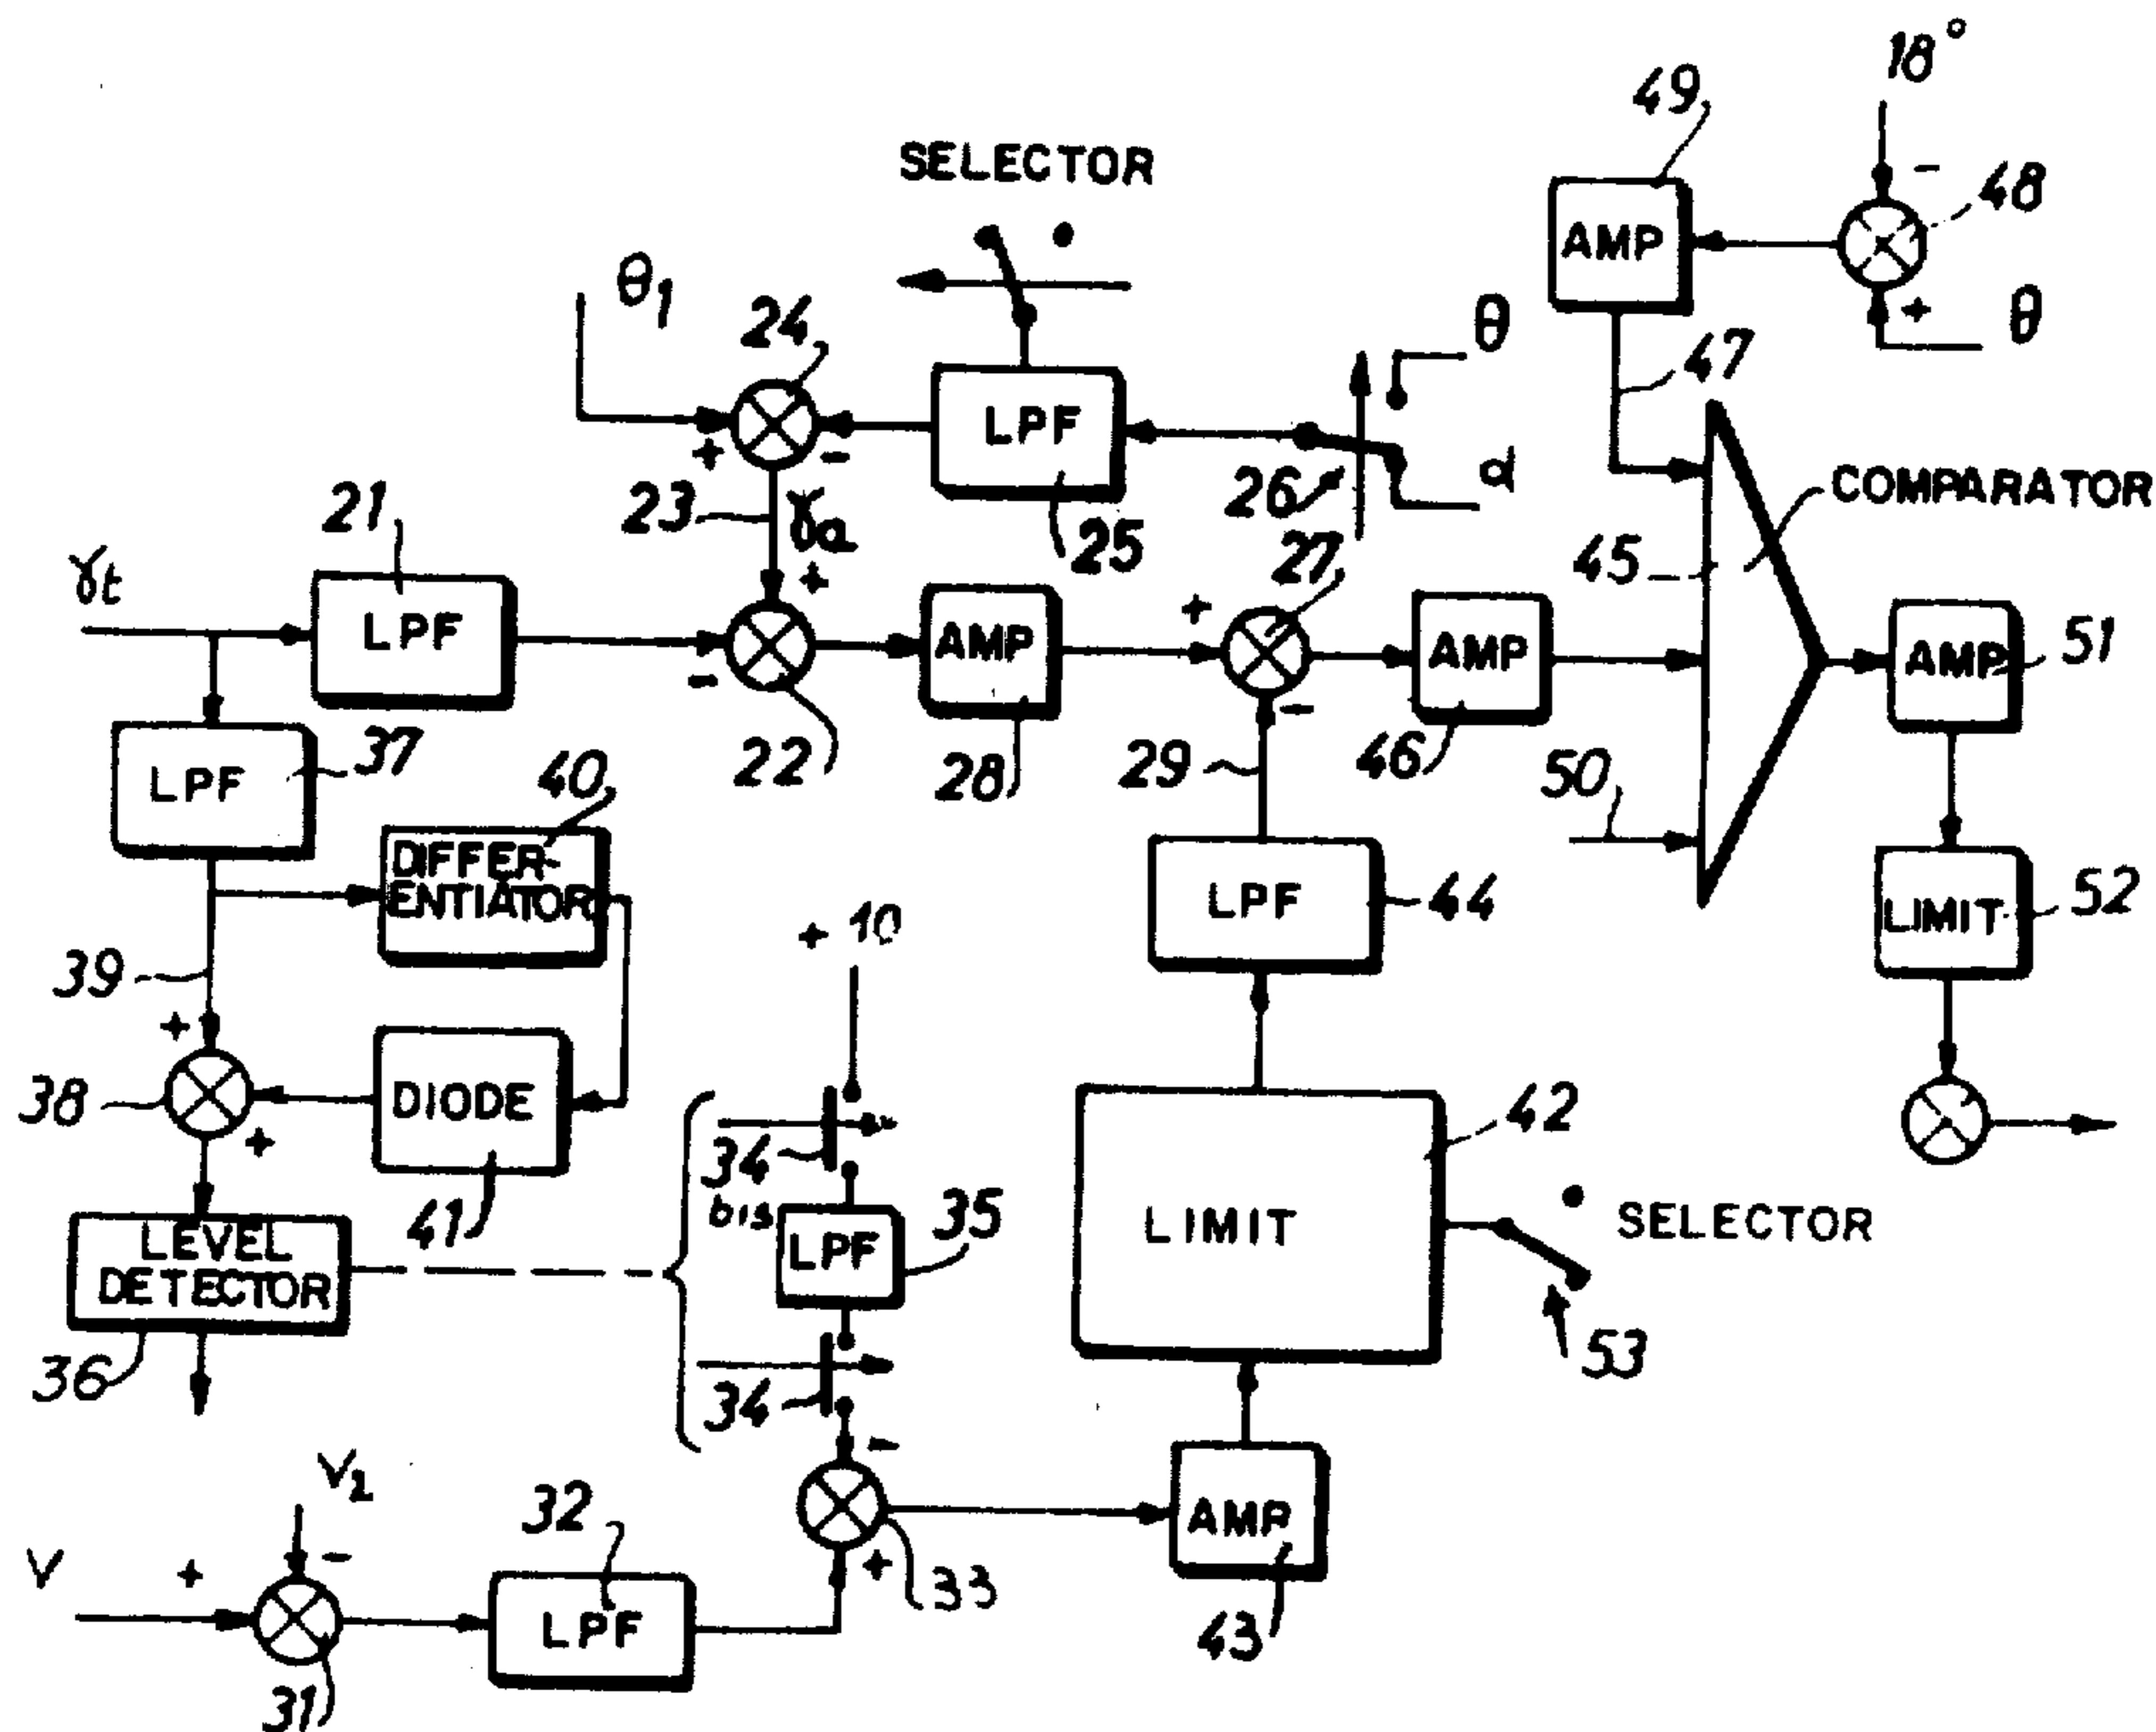 18°
49
SELECTOR
48
AMP
θ1
24
θ
+
θ
47
LPF
+
-
26
α
COMPARATOR
23
γa
25
27
21
45
γt
LPF
+
AMP
+
AMP
AMP
51
-
22
28
29
-
46
50
37
LPF
40
DIFFER-
ENTIATOR
LPF
44
LIMIT
52
+ 10
39
+
38
DIODE
+
42
34
bis
41
35
LIMIT
SELECTOR
LEVEL
DETECTOR
LPF
36
34
53
-
V1
32
AMP
V
+
-
+
33
LPF
43
31